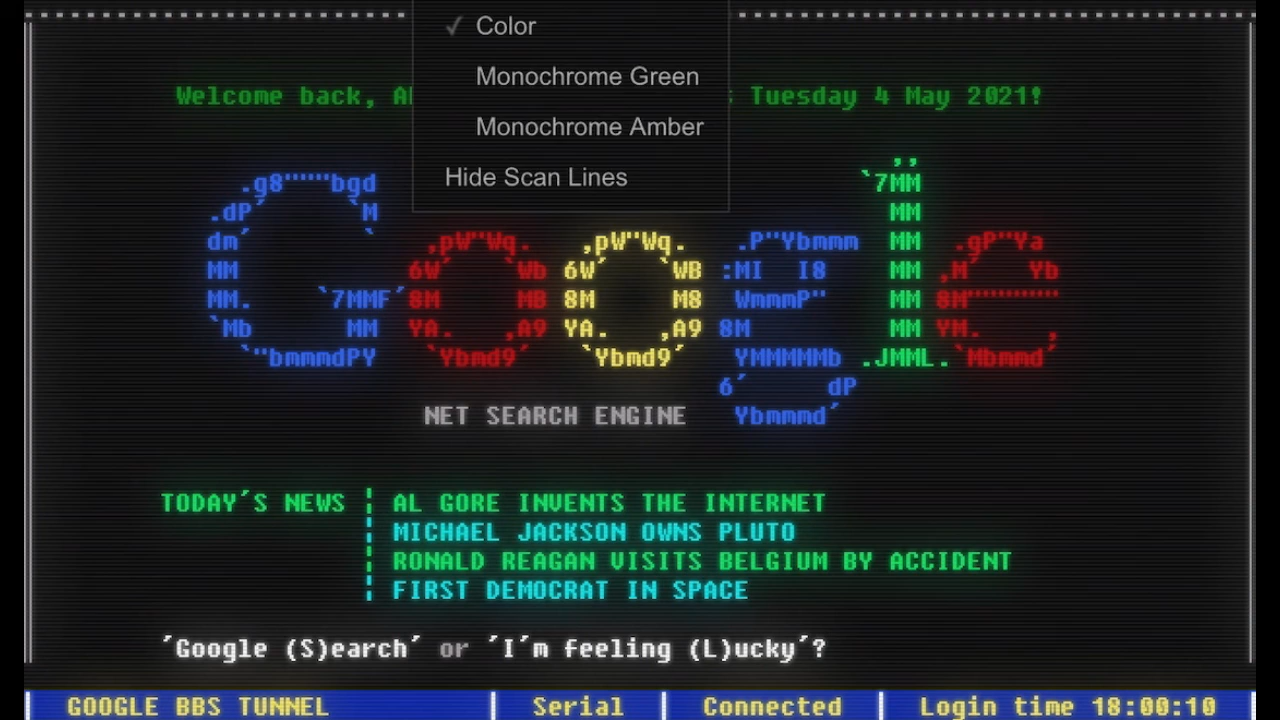 ✓ Color
Monochrome Green
Monochrome Amber
Hide Scan Lines
Welcome back, Tuesday 4 May 2021!
Google
NET SEARCH ENGINE
TODAY´S NEWS ¦ AL GORE INVENTS THE INTERNET
¦ MICHAEL JACKSON OWNS PLUTO
¦ RONALD REAGAN VISITS BELGIUM BY ACCIDENT
¦ FIRST DEMOCRAT IN SPACE
´Google (S)earch´ or ´I´m feeling (L)ucky´?
GOOGLE BBS TUNNEL | Serial | Connected | Login time 18:00:10